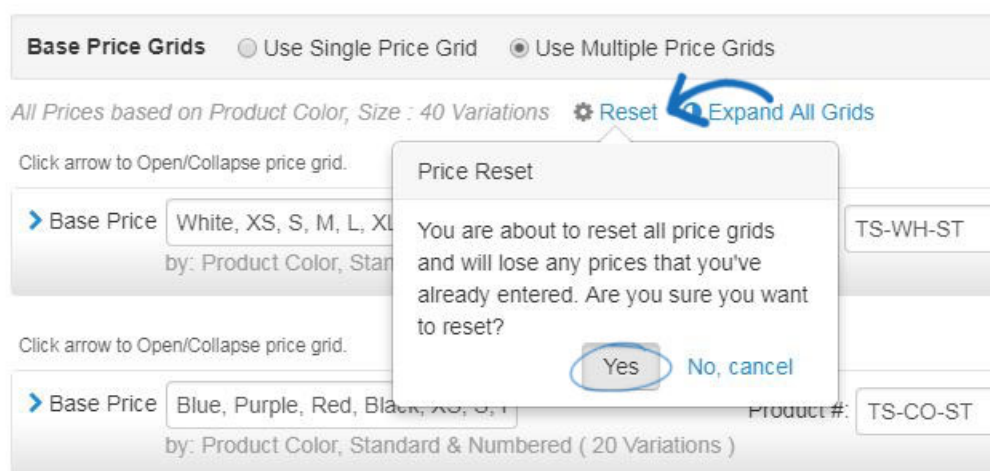 Base Price Grids Use Single Price Grid Use Multiple Price Grids
All Prices based on Product Color, Size : 40 Variations Reset Expand All Grids
Click arrow to Open/Collapse price grid.
Price Reset
Base Price White, XS, S, M, L, XL TS-WH-ST
by: Product Color, Stan
You are about to reset all price grids
and will lose any prices that you've
already entered. Are you sure you want
to reset?
Yes No, cancel
Click arrow to Open/Collapse price grid.
Base Price Blue, Purple, Red, Black, XS, S, Product #: TS-CO-ST
by: Product Color, Standard & Numbered ( 20 Variations )